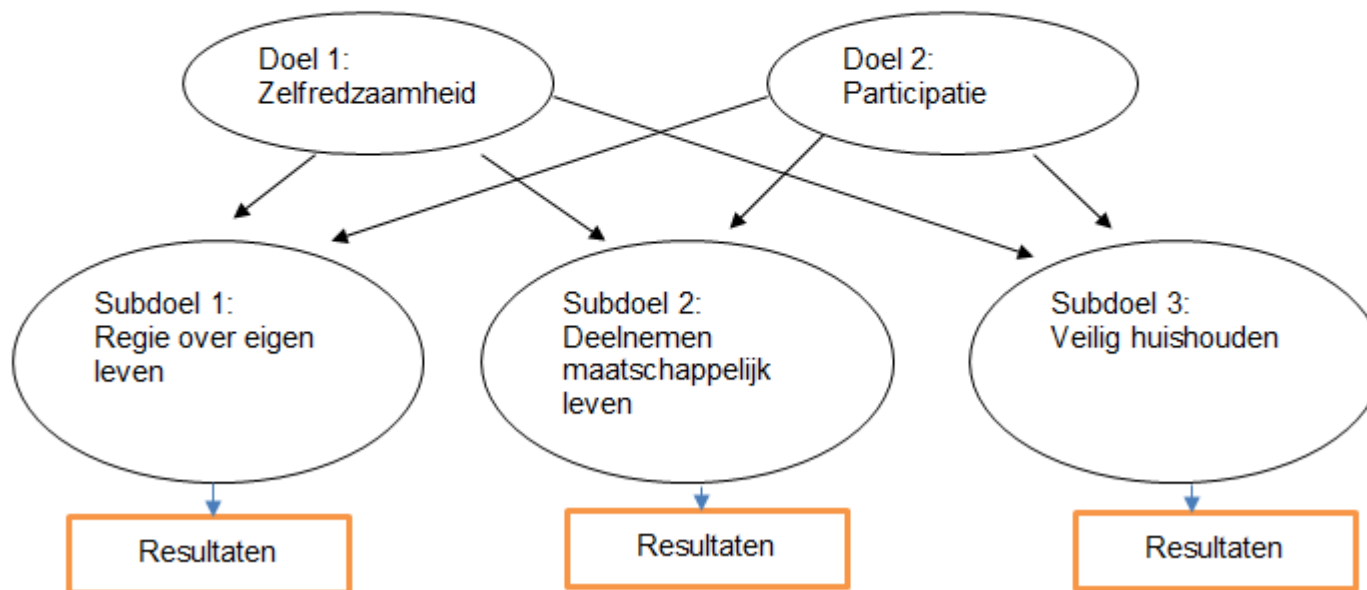 Doel 1:
Zelfredzaamheid
Doel 2:
Participatie
Subdoel 1:
Regie over eigen
leven
Subdoel 2:
Deelnemen
maatschappelijk
leven
Subdoel 3:
Veilig huishouden
Resultaten
Resultaten
Resultaten